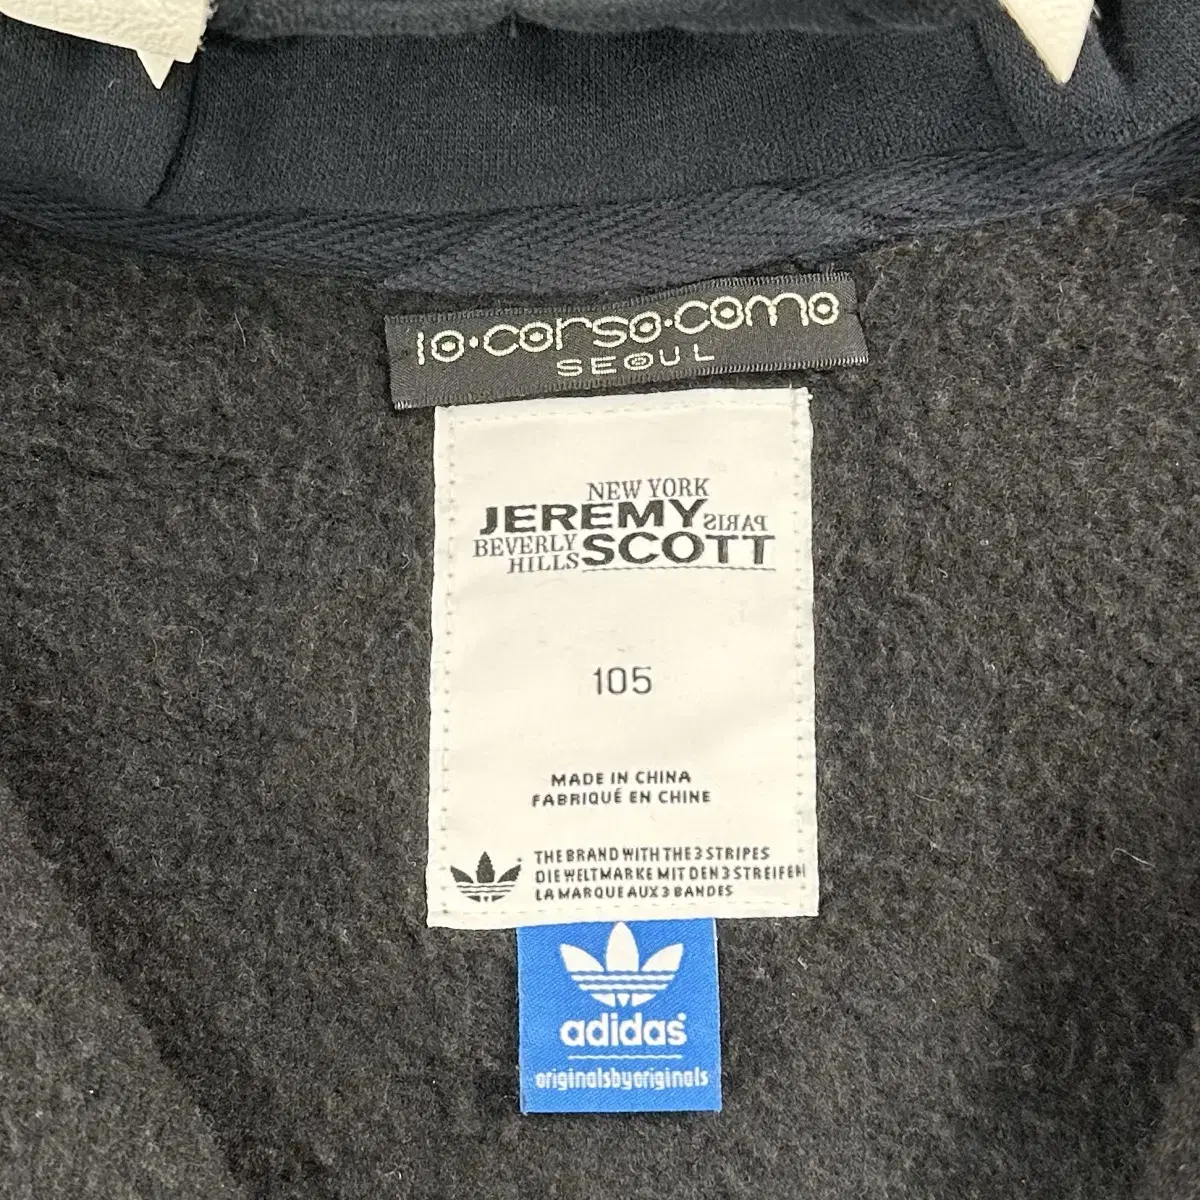 10·corso·como
SEOUL
NEW YORK
JEREMY PARIS
BEVERLY SCOTT
HILLS
105
MADE IN CHINA
FABRIQUÉ EN CHINE
THE BRAND WITH THE 3 STRIPES
DIE WELTMARKE MIT DEN 3 STREIFEN
LA MARQUE AUX 3 BANDES
adidas
originalsbyoriginals